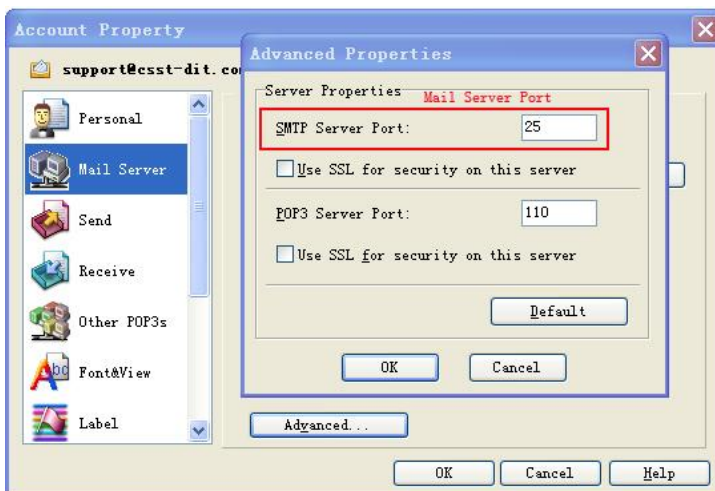 Account Property
support@csst-dit.co
Personal
Mail Server
Send
Receive
Other POP3s
Font&View
Label
Advanced...
OK
Cancel
Help
Advanced Properties
Server Properties
Mail Server Port
SMTP Server Port:
25
Use SSL for security on this server
POP3 Server Port:
110
Use SSL for security on this server
Default
OK
Cancel